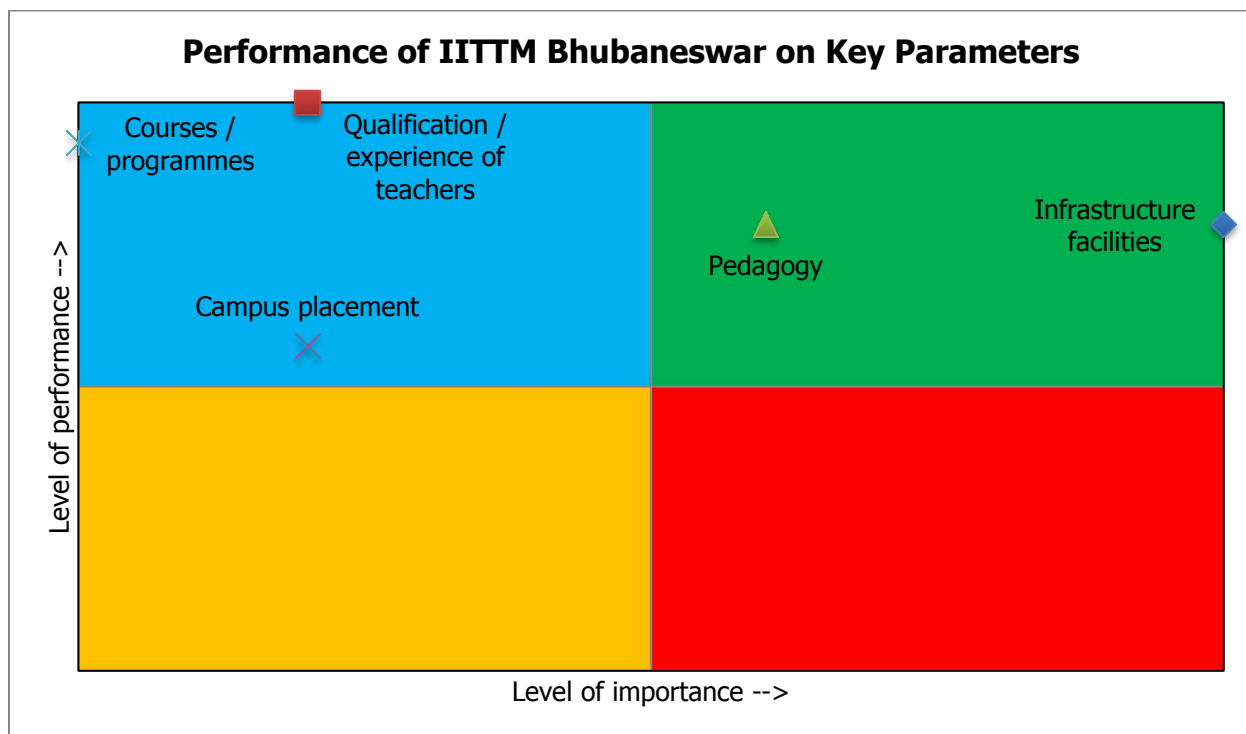 Performance of IITTM Bhubaneswar on Key Parameters
Courses /
programmes
Qualification /
experience of
teachers
Infrastructure
facilities
Pedagogy
Campus placement
Level of performance -->
Level of importance -->